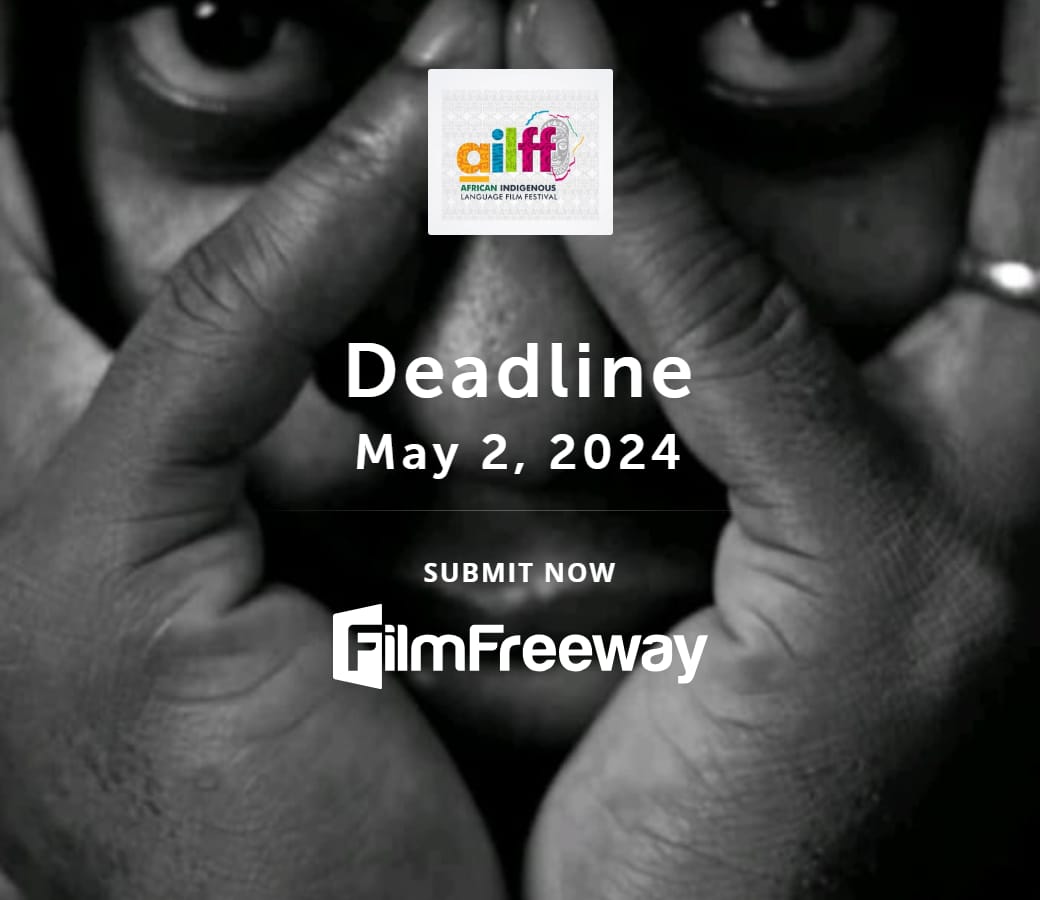 ailff
AFRICAN INDIGENOUS
LANGUAGE FILM FESTIVAL
Deadline
May 2, 2024
SUBMIT NOW
FilmFreeway